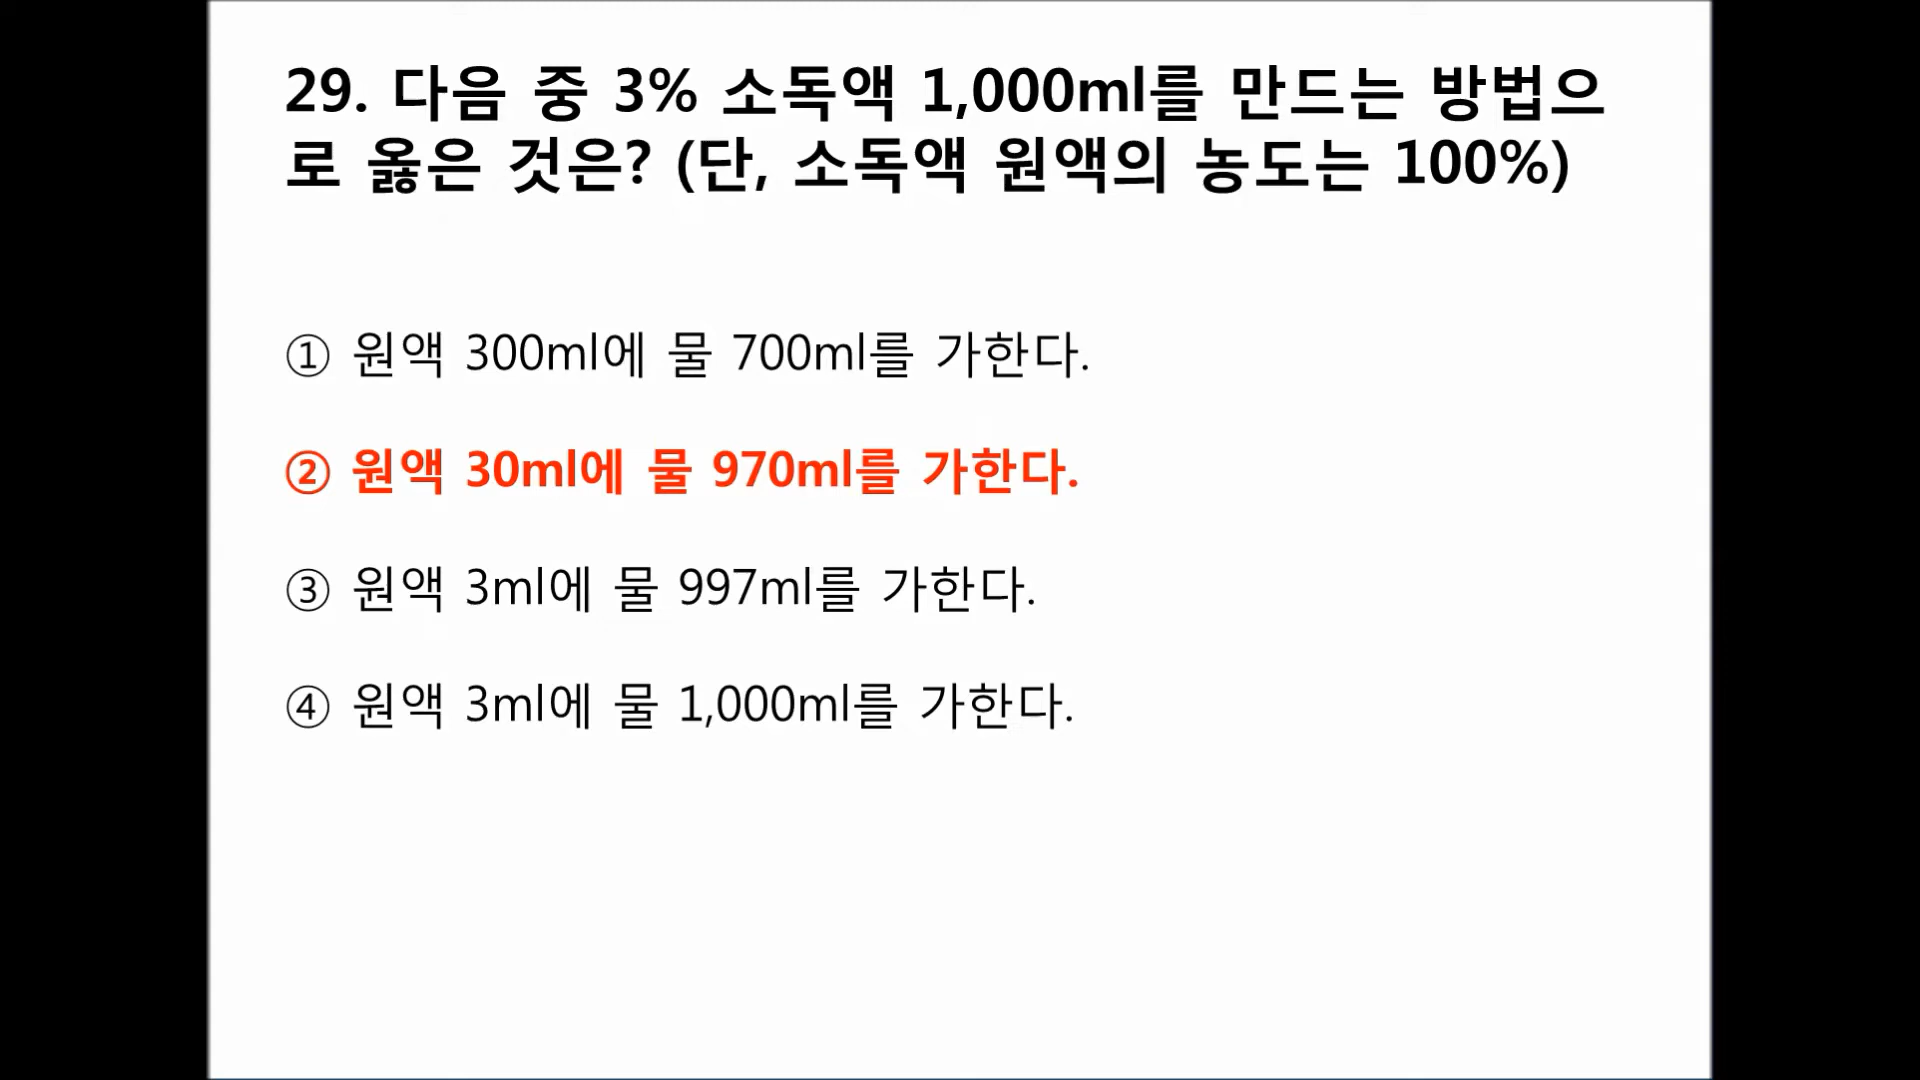 29. 다음 중 3% 소독액 1,000ml를 만드는 방법으
로 옳은 것은? (단, 소독액 원액의 농도는 100%)
① 원액 300ml에 물 700ml를 가한다.
② 원액 30ml에 물 970ml를 가한다.
③ 원액 3ml에 물 997ml를 가한다.
④ 원액 3ml에 물 1,000ml를 가한다.